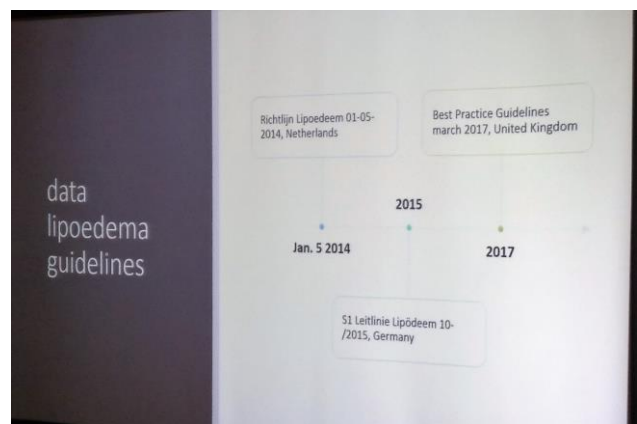 data
lipoedema
guidelines
Richtlijn Lipoedeem 01-05-
2014, Netherlands
Best Practice Guidelines
march 2017, United Kingdom
2015
Jan. 5 2014
2017
S1 Leitlinie Lipödeem 10-
/2015, Germany